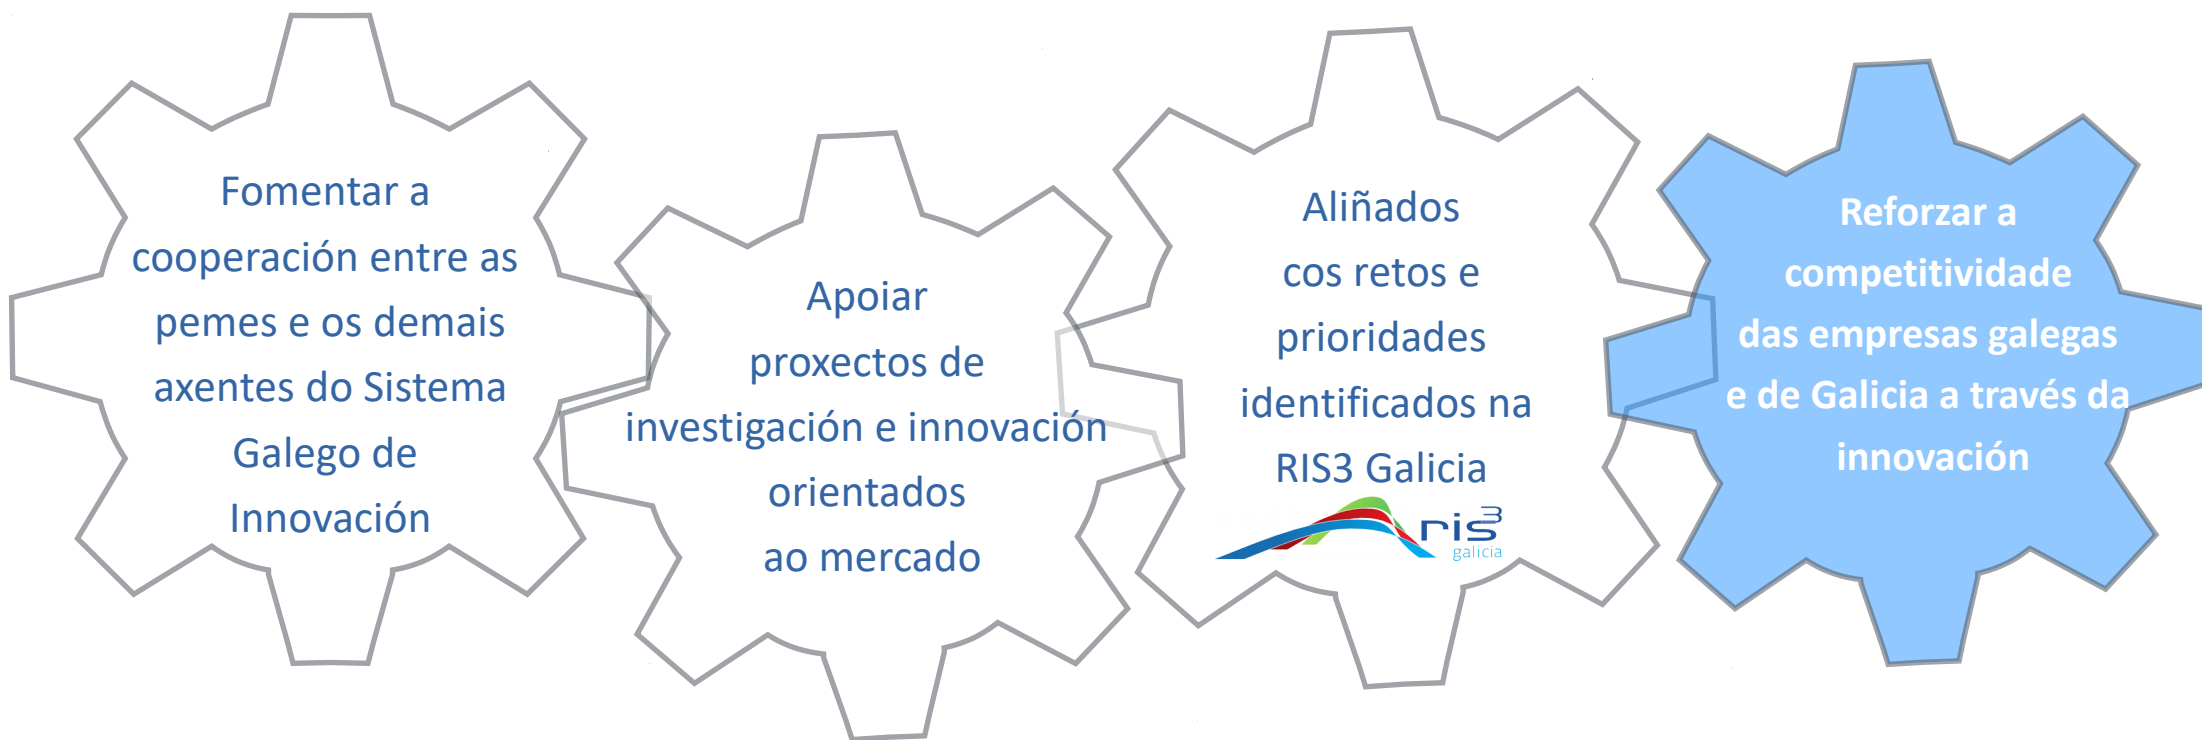 Fomentar a
cooperación entre as
pemes e os demais
axentes do Sistema
Galego de
Innovación
Apoiar
proxectos de
investigación e innovación
orientados
ao mercado
Aliñados
cos retos e
prioridades
identificados na
RIS3 Galicia
ris3
galicia
Reforzar a
competitividade
das empresas galegas
e de Galicia a través da
innovación